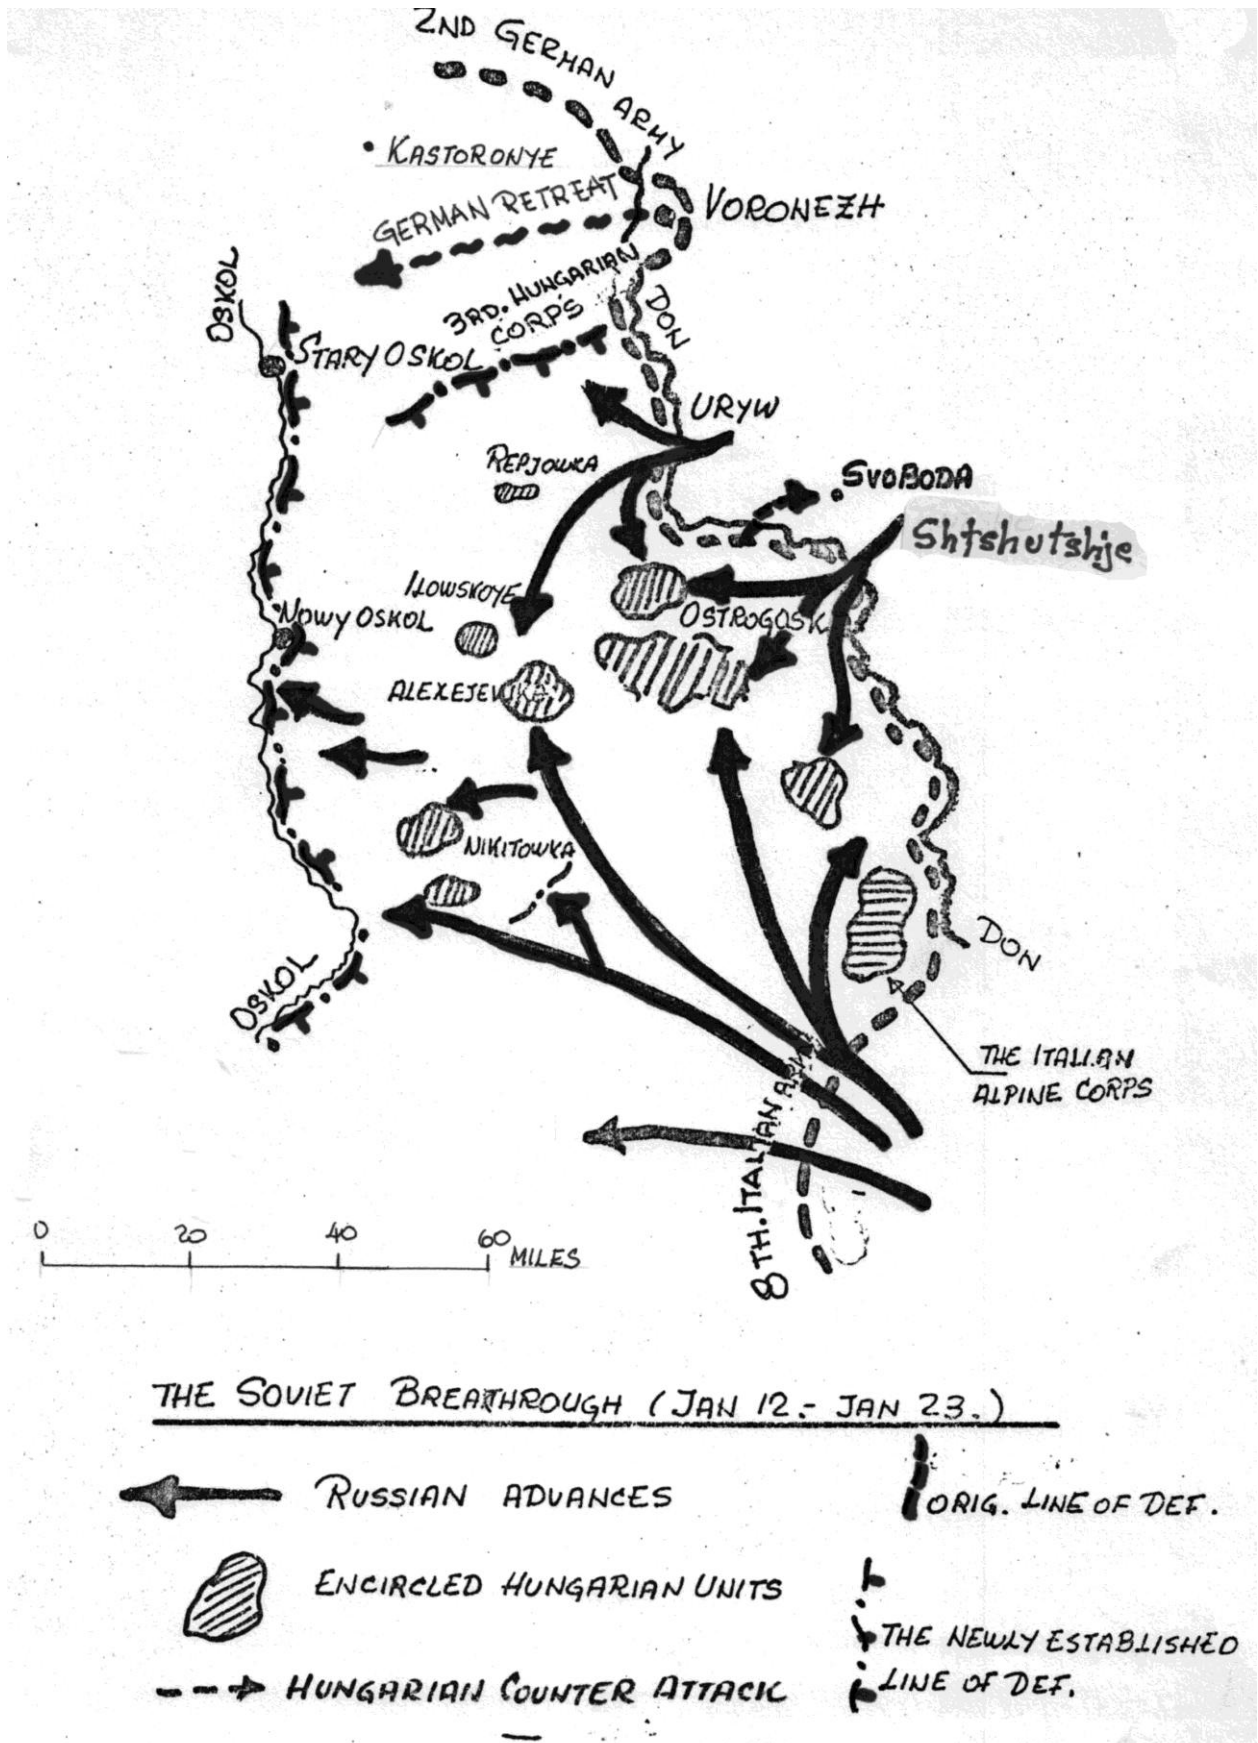 2ND GERMAN ARMY
KASTORONYE
GERMAN RETREAT
VORONEZH
OSKOL
3RD. HUNGARIAN
CORPS
DON
STARY OSKOL
URYW
REPJOWKA
SVOBODA
Shtshutshje
ILOWSKOYE
OSTROGOSK
NOWY OSKOL
ALEXEJEVKA
NIKITOWKA
DON
OSKOL
THE ITALIAN
ALPINE CORPS
8TH. ITALIAN ARMY
0 20 40 60 MILES
THE SOVIET BREATHROUGH (JAN 12.- JAN 23.)
RUSSIAN ADVANCES
ORIG. LINE OF DEF.
ENCIRCLED HUNGARIAN UNITS
THE NEWLY ESTABLISHED
LINE OF DEF.
HUNGARIAN COUNTER ATTACK